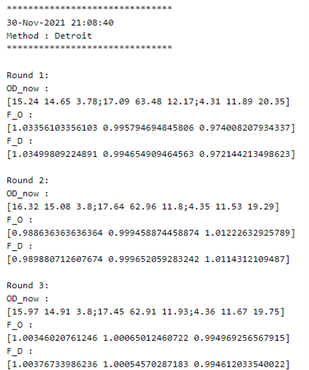 ******************************
30-Nov-2021 21:08:40
Method : Detroit
******************************
Round 1:
OD_now :
[15.24 14.65 3.78;17.09 63.48 12.17;4.31 11.89 20.35]
F_O :
[1.03356103356103 0.995794694845806 0.974008207934337]
F_D :
[1.03499809224891 0.994654909464563 0.972144213498623]
Round 2:
OD_now :
[16.32 15.08 3.8;17.64 62.96 11.8;4.35 11.53 19.29]
F_O :
[0.988636363636364 0.999458874458874 1.01222632925789]
F_D :
[0.989880712607674 0.999652059283242 1.0114312109487]
Round 3:
OD_now :
[15.97 14.91 3.8;17.45 62.91 11.93;4.36 11.67 19.75]
F_O :
[1.00346020761246 1.00065012460722 0.994969256567915]
F_D :
[1.00376733986236 1.00054570287183 0.994612033540022]